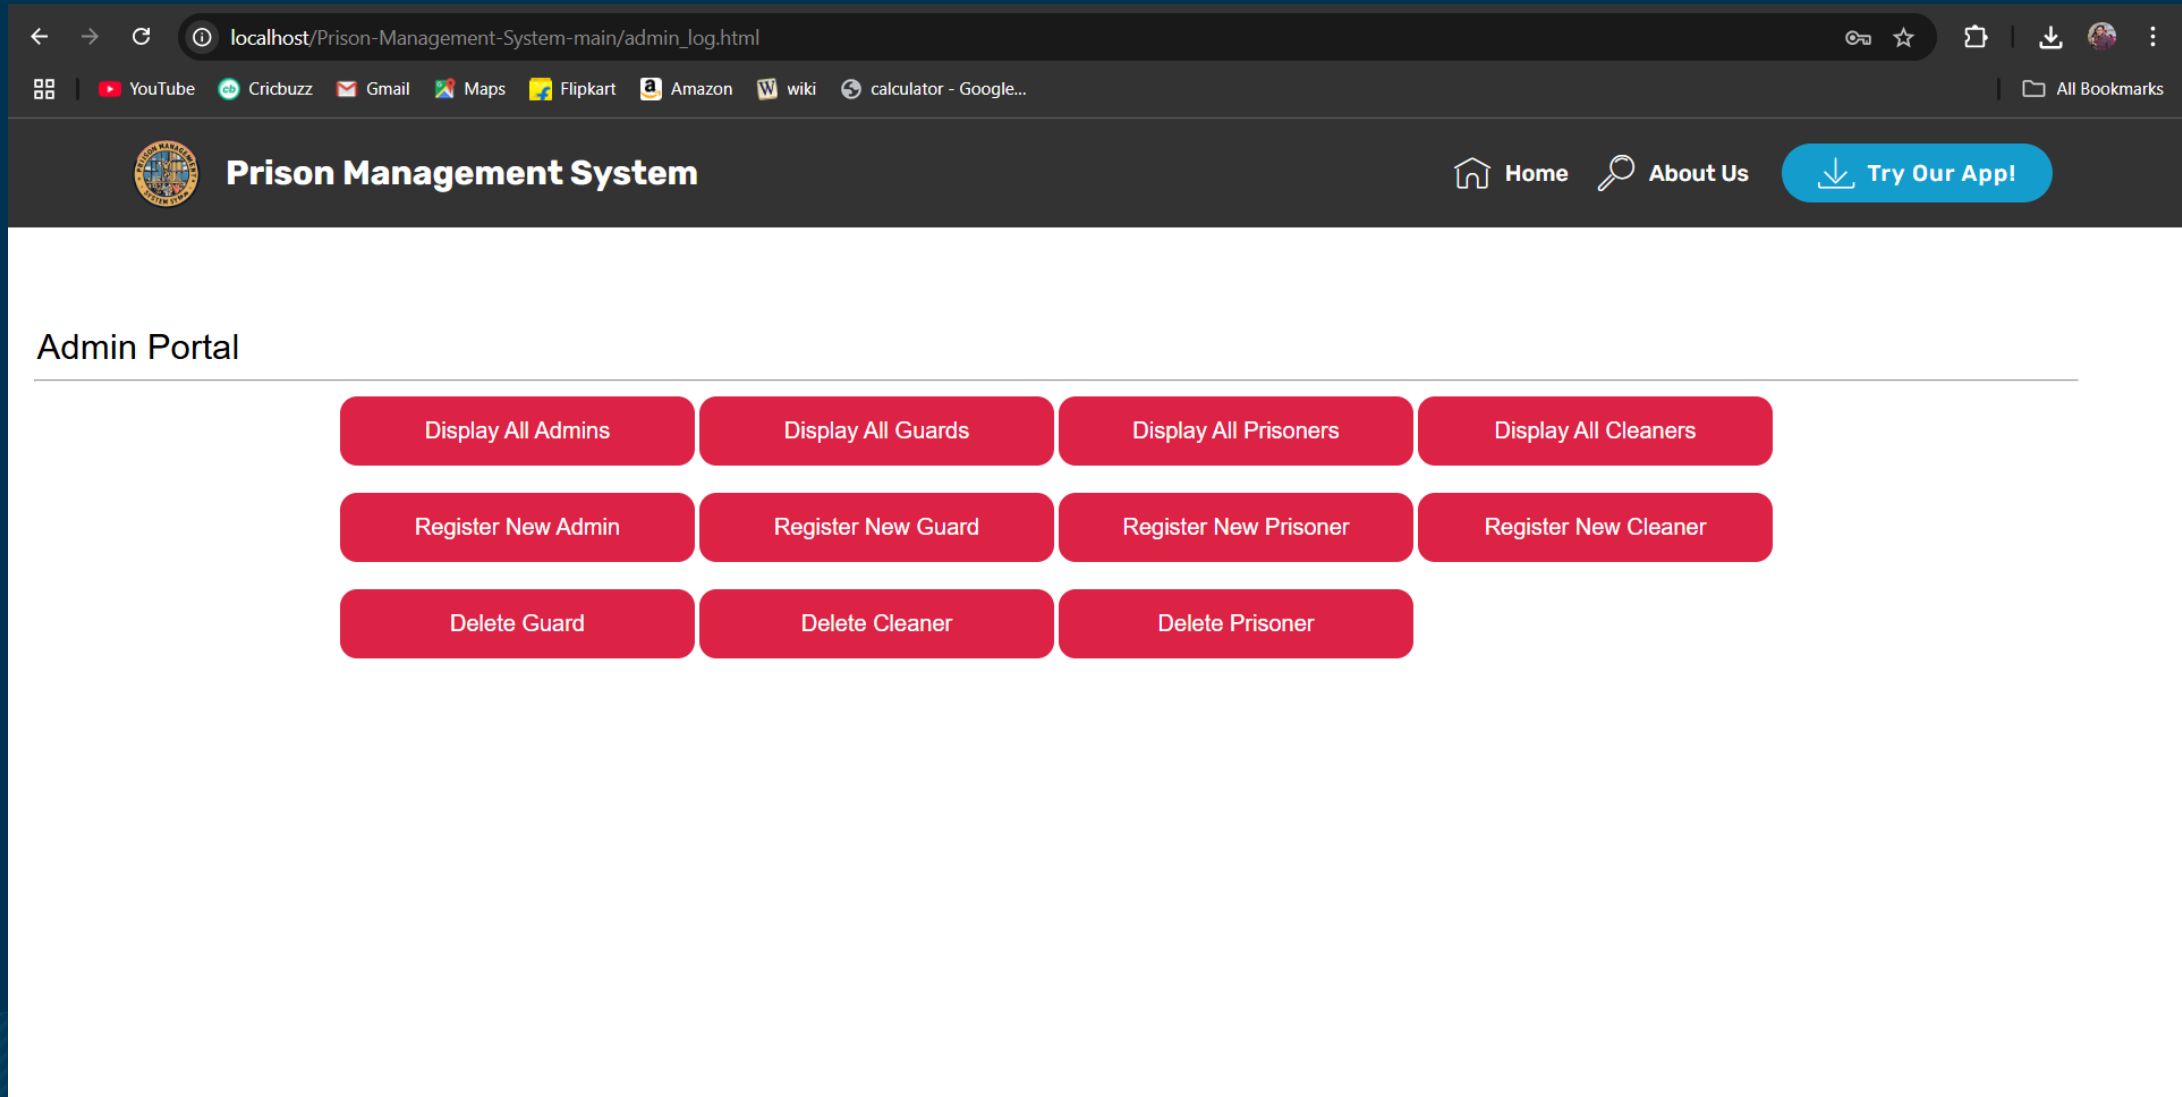 localhost/Prison-Management-System-main/admin_log.html
YouTube Cricbuzz Gmail Maps Flipkart Amazon wiki calculator - Google... All Bookmarks
Prison Management System Home About Us Try Our App!
Admin Portal
Display All Admins Display All Guards Display All Prisoners Display All Cleaners
Register New Admin Register New Guard Register New Prisoner Register New Cleaner
Delete Guard Delete Cleaner Delete Prisoner